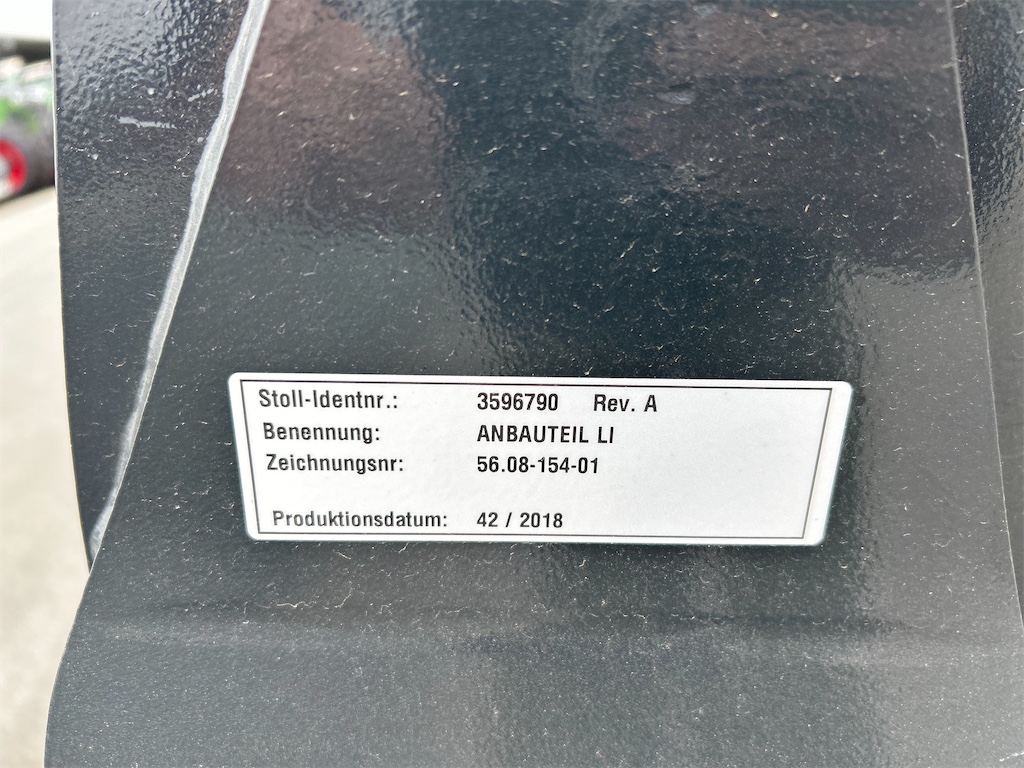 Stoll-Identnr.: 3596790 Rev. A
Benennung: ANBAUTEIL LI
Zeichnungsnr: 56.08-154-01
Produktionsdatum: 42 / 2018